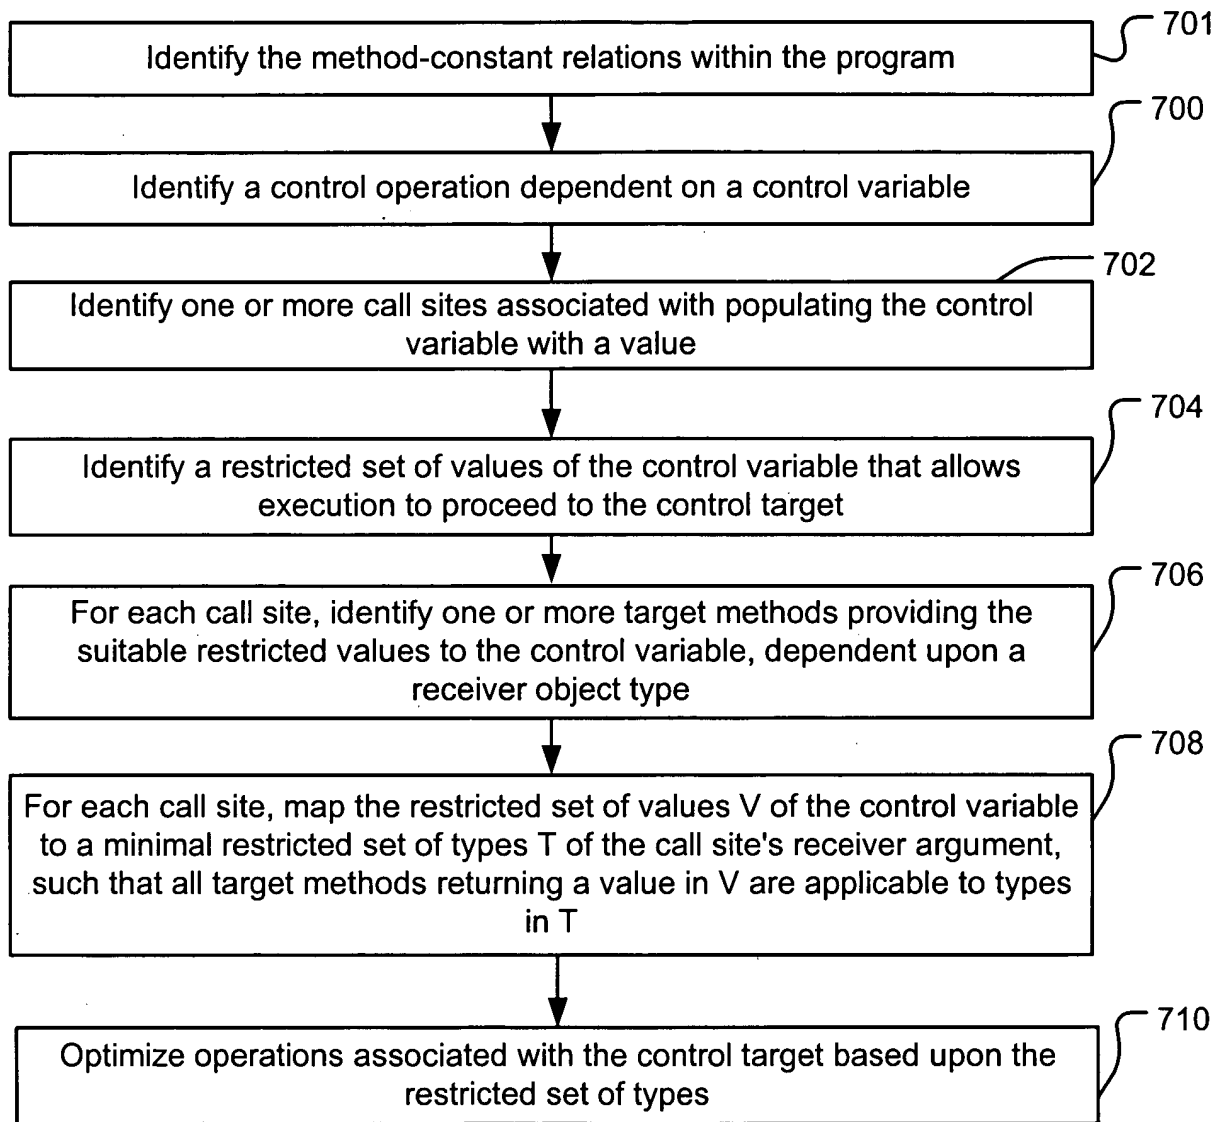 701
Identify the method-constant relations within the program
700
Identify a control operation dependent on a control variable
702
Identify one or more call sites associated with populating the control
variable with a value
704
Identify a restricted set of values of the control variable that allows
execution to proceed to the control target
706
For each call site, identify one or more target methods providing the
suitable restricted values to the control variable, dependent upon a
receiver object type
708
For each call site, map the restricted set of values V of the control variable
to a minimal restricted set of types T of the call site's receiver argument,
such that all target methods returning a value in V are applicable to types
in T
710
Optimize operations associated with the control target based upon the
restricted set of types